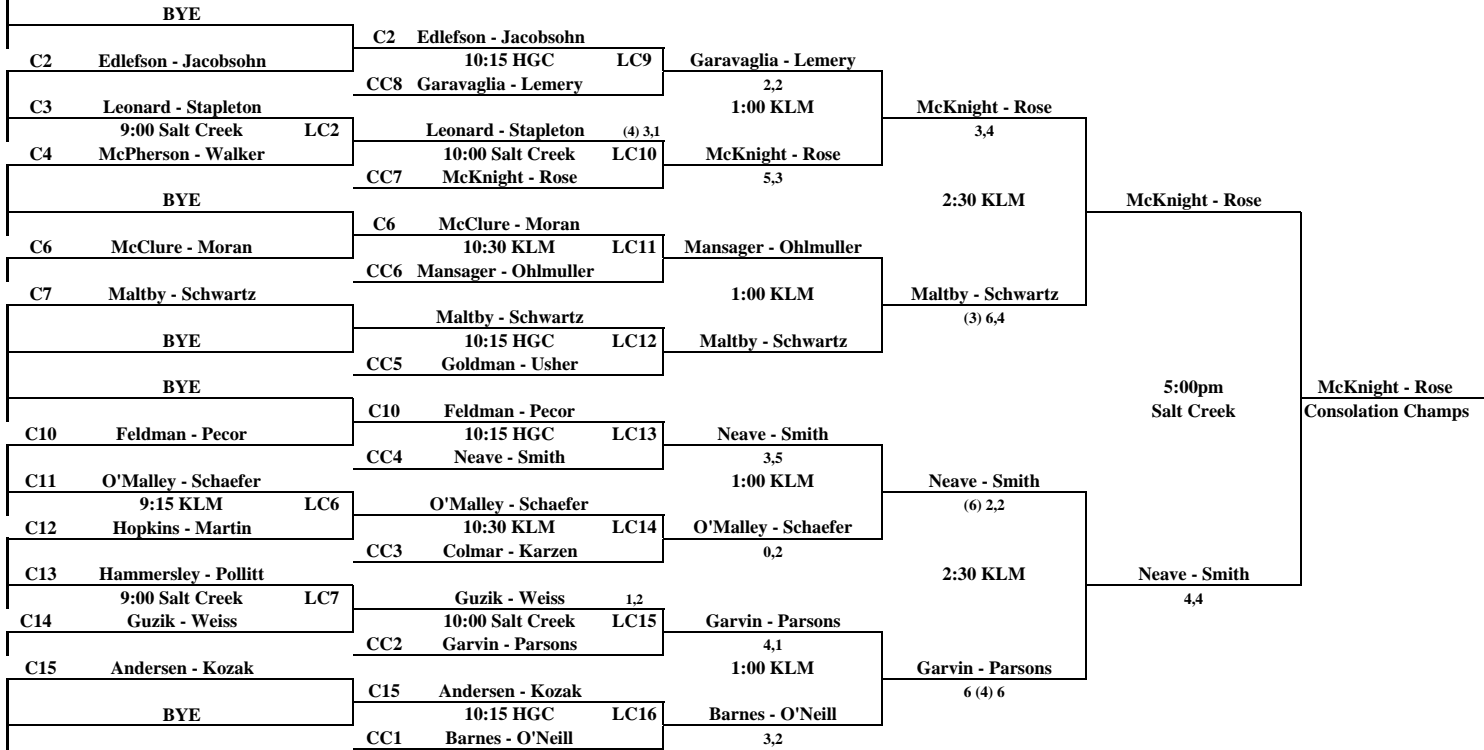 BYE
C2 Edlefson - Jacobsohn
C2 Edlefson - Jacobsohn
10:15 HGC LC9 Garavaglia - Lemery
CC8 Garavaglia - Lemery 2,2
C3 Leonard - Stapleton 1:00 KLM McKnight - Rose
9:00 Salt Creek LC2 Leonard - Stapleton (4) 3,1 3,4
C4 McPherson - Walker 10:00 Salt Creek LC10 McKnight - Rose
CC7 McKnight - Rose 5,3
BYE 2:30 KLM McKnight - Rose
C6 McClure - Moran
C6 McClure - Moran 10:30 KLM LC11 Mansager - Ohlmuller
CC6 Mansager - Ohlmuller
C7 Maltby - Schwartz 1:00 KLM Maltby - Schwartz
Maltby - Schwartz (3) 6,4
BYE 10:15 HGC LC12 Maltby - Schwartz
CC5 Goldman - Usher
BYE 5:00pm McKnight - Rose
C10 Feldman - Pecor Salt Creek Consolation Champs
C10 Feldman - Pecor 10:15 HGC LC13 Neave - Smith
CC4 Neave - Smith 3,5
C11 O'Malley - Schaefer 1:00 KLM Neave - Smith
9:15 KLM LC6 O'Malley - Schaefer (6) 2,2
C12 Hopkins - Martin 10:30 KLM LC14 O'Malley - Schaefer
CC3 Colmar - Karzen 0,2
C13 Hammersley - Pollitt 2:30 KLM Neave - Smith
9:00 Salt Creek LC7 Guzik - Weiss 1,2 4,4
C14 Guzik - Weiss 10:00 Salt Creek LC15 Garvin - Parsons
CC2 Garvin - Parsons 4,1
C15 Andersen - Kozak 1:00 KLM Garvin - Parsons
C15 Andersen - Kozak 6 (4) 6
BYE 10:15 HGC LC16 Barnes - O'Neill
CC1 Barnes - O'Neill 3,2